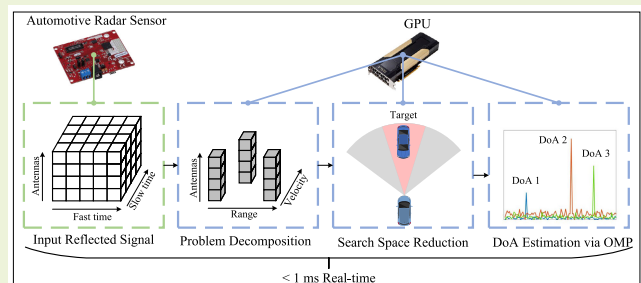 Automotive Radar Sensor
GPU
Antennas
Fast time
Slow time
Input Reflected Signal
Antennas
Range
Velocity
Problem Decomposition
Target
Search Space Reduction
DoA 1
DoA 2
DoA 3
DoA Estimation via OMP
< 1 ms Real-time